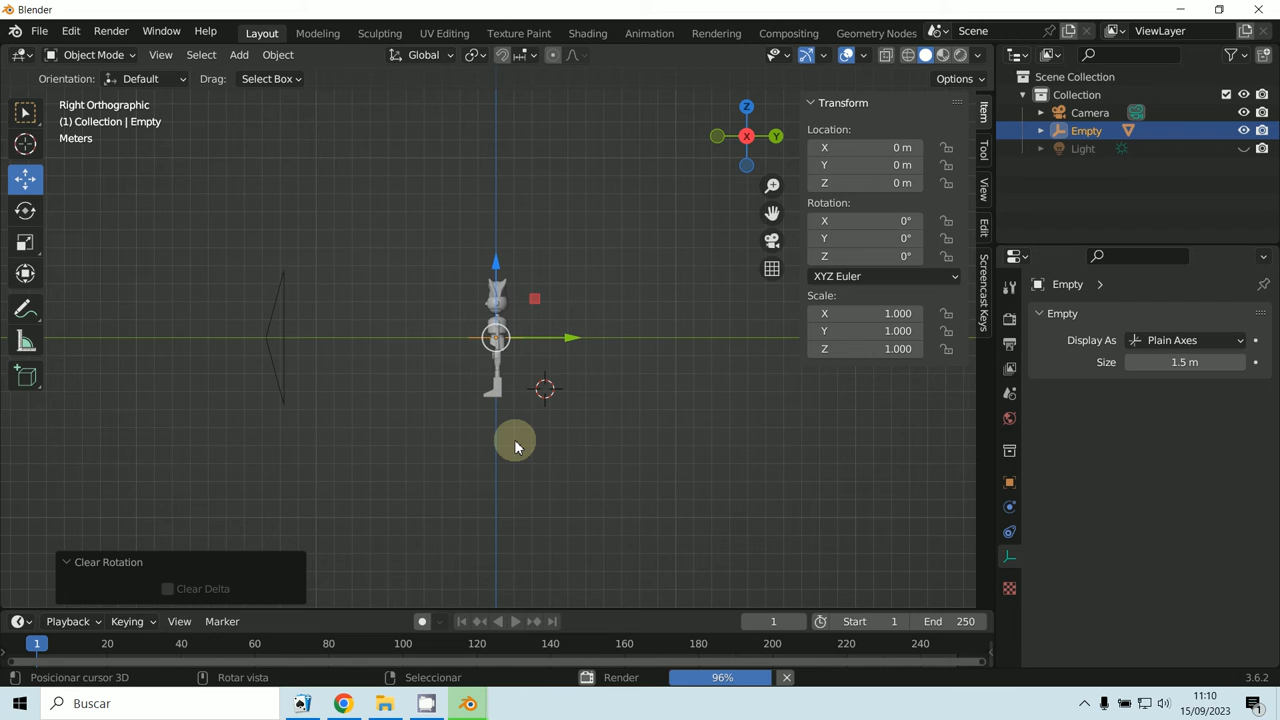 Blender
File Edit Render Window Help Layout Modeling Sculpting UV Editing Texture Paint Shading Animation Rendering Compositing Geometry Nodes Scene ViewLayer
Object Mode View Select Add Object Global
Orientation: Default Drag: Select Box Options
Right Orthographic
(1) Collection | Empty
Meters
Z
X
Y
Transform
Location:
X 0 m
Y 0 m
Z 0 m
Rotation:
X 0°
Y 0°
Z 0°
XYZ Euler
Scale:
X 1.000
Y 1.000
Z 1.000
Item
Tool
View
Edit
Screencast Keys
Scene Collection
Collection
Camera
Empty
Light
Empty
Empty
Display As Plain Axes
Size 1.5 m
Clear Rotation
Clear Delta
Playback Keying View Marker 1 Start 1 End 250
1 20 40 60 80 100 120 140 160 180 200 220 240
Posicionar cursor 3D Rotar vista Seleccionar Render 96% 3.6.2
Buscar
11:10
15/09/2023
1